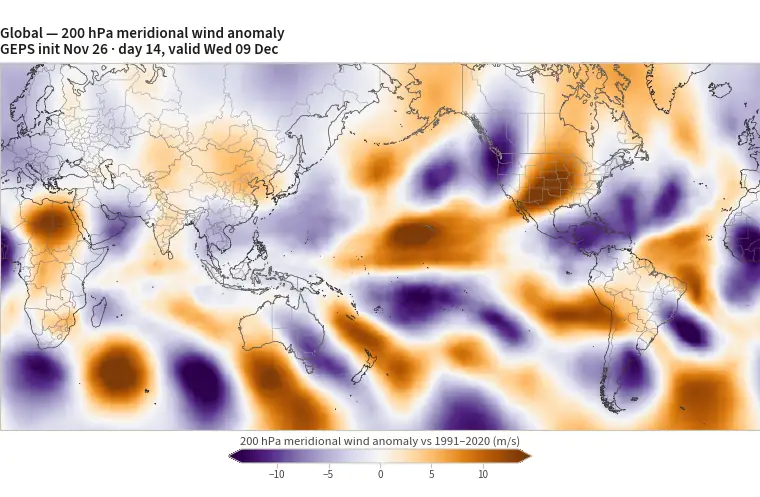 Global — 200 hPa meridional wind anomaly
GEPS init Nov 26 · day 14, valid Wed 09 Dec
200 hPa meridional wind anomaly vs 1991–2020 (m/s)
−10 −5 0 5 10